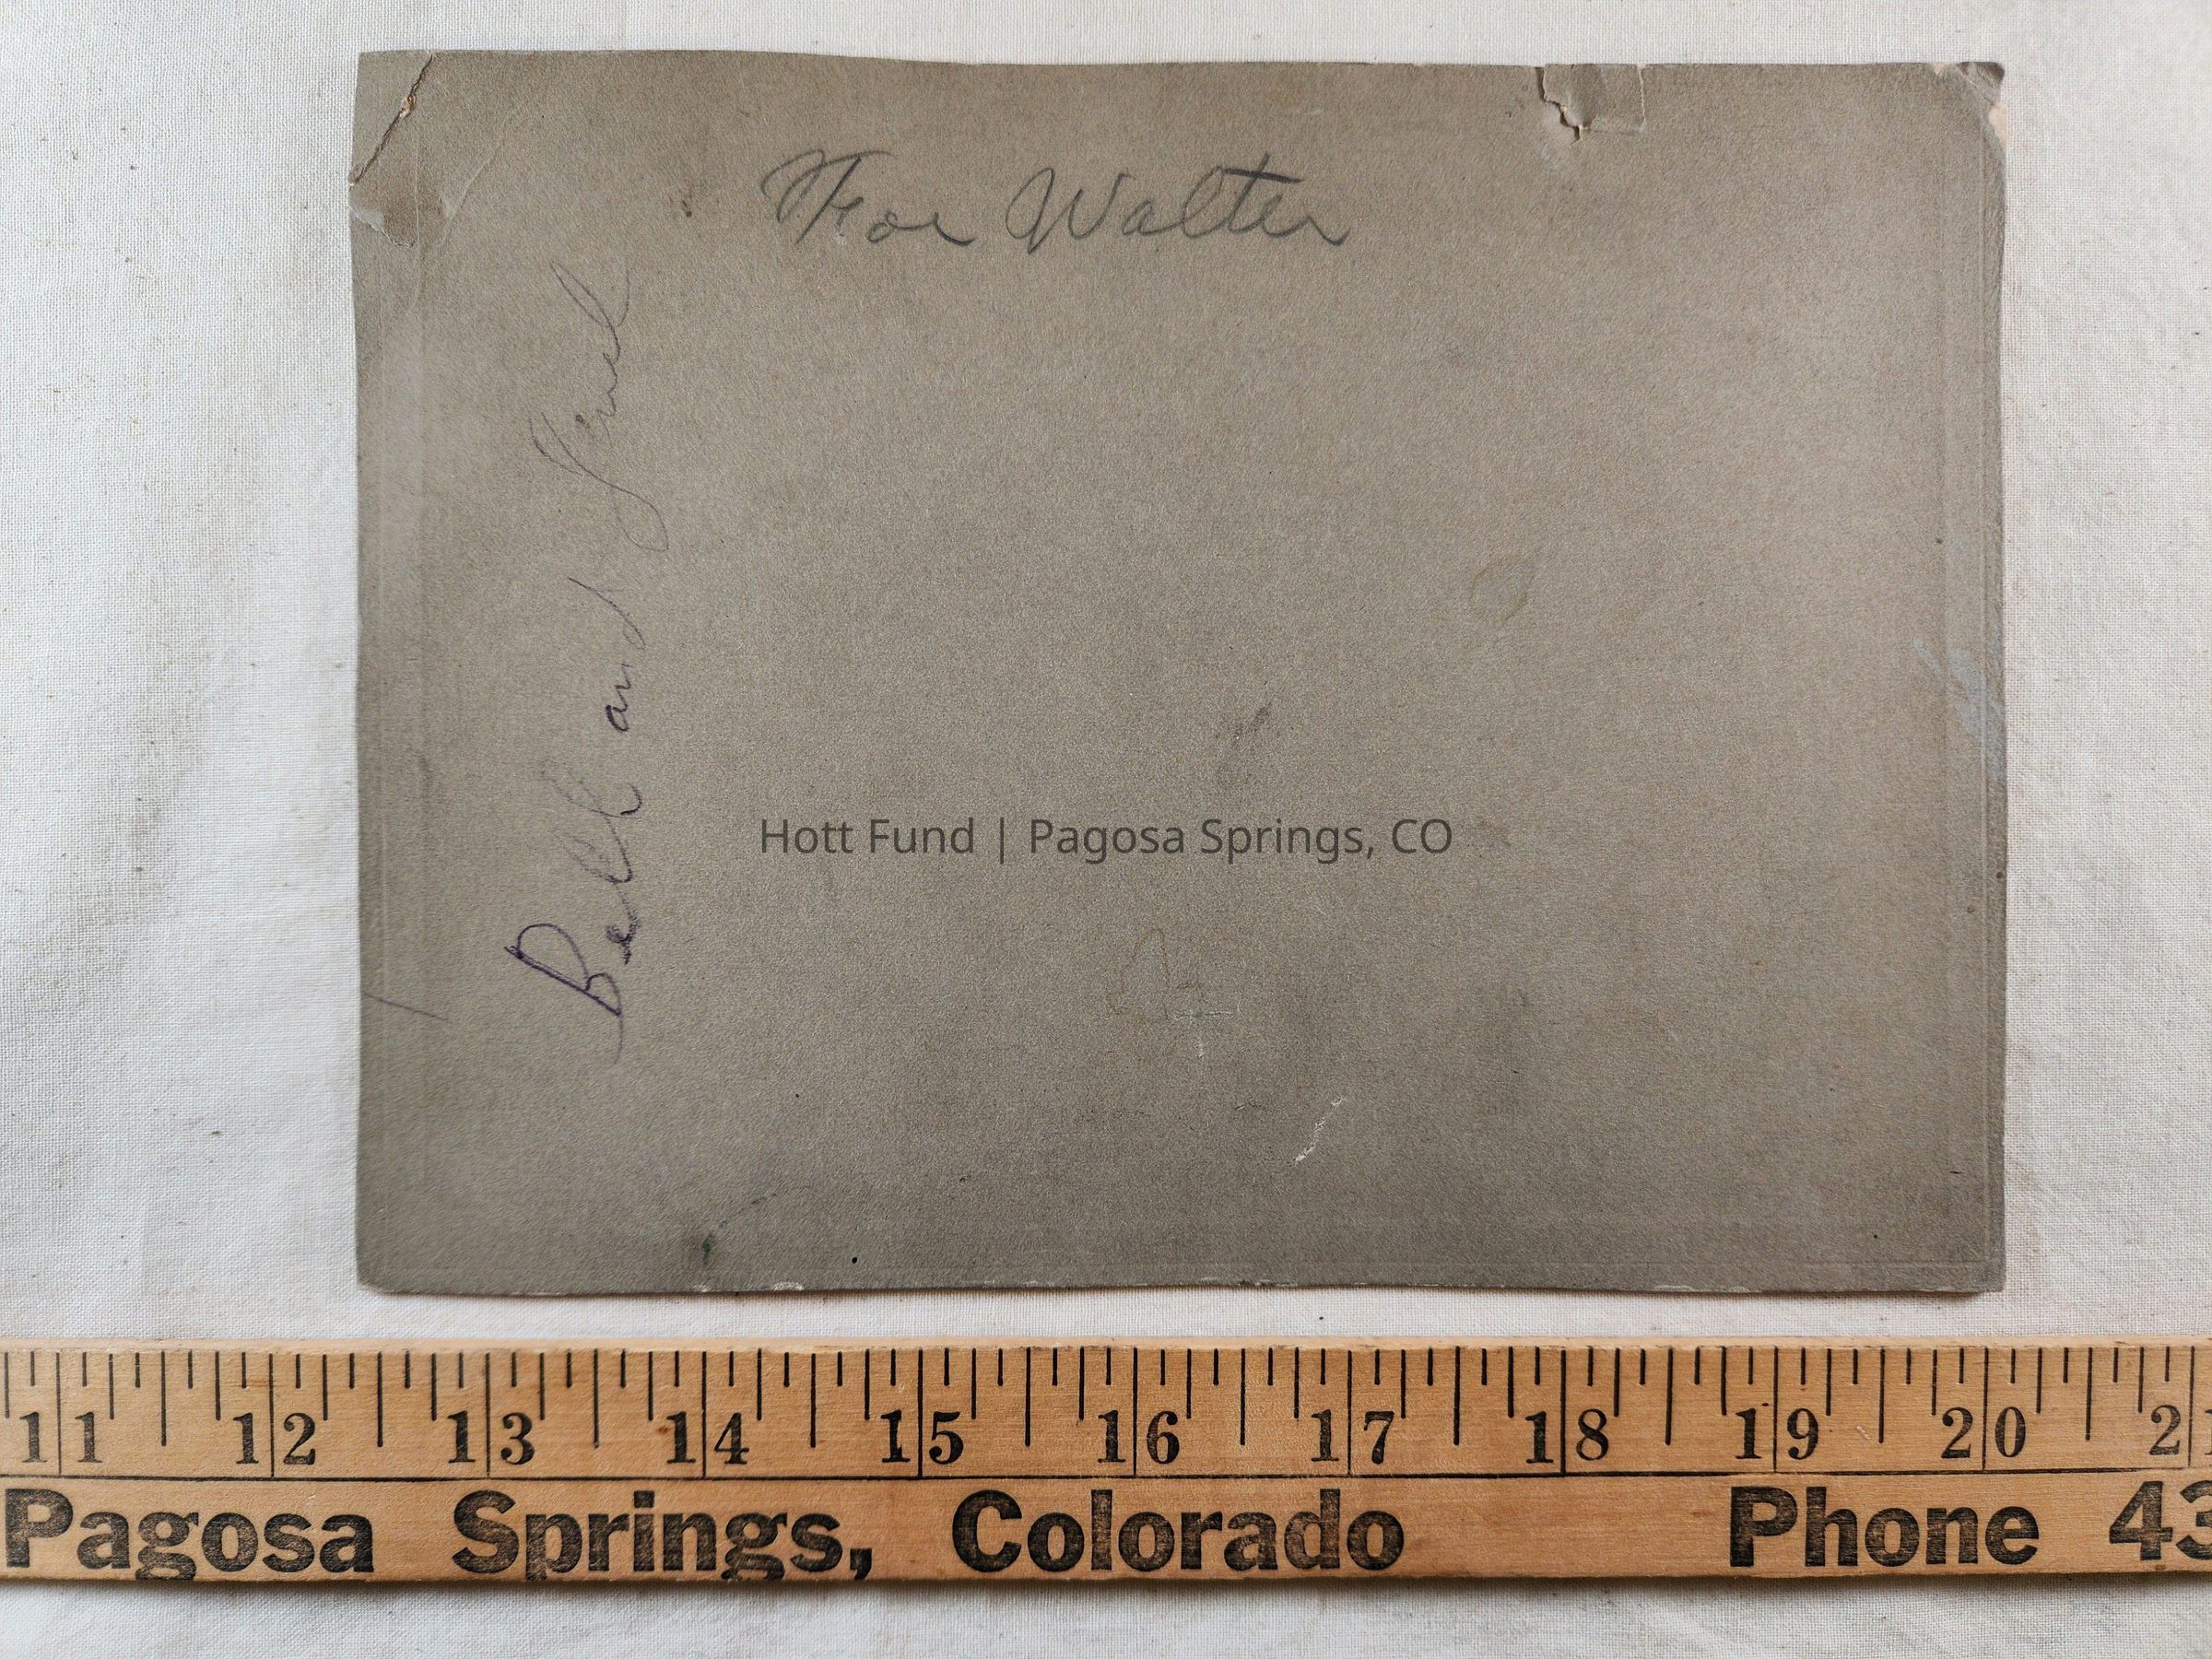 For Walter
Bell and
Hott Fund | Pagosa Springs, CO
11 12 13 14 15 16 17 18 19 20 21
Pagosa Springs, Colorado Phone 43